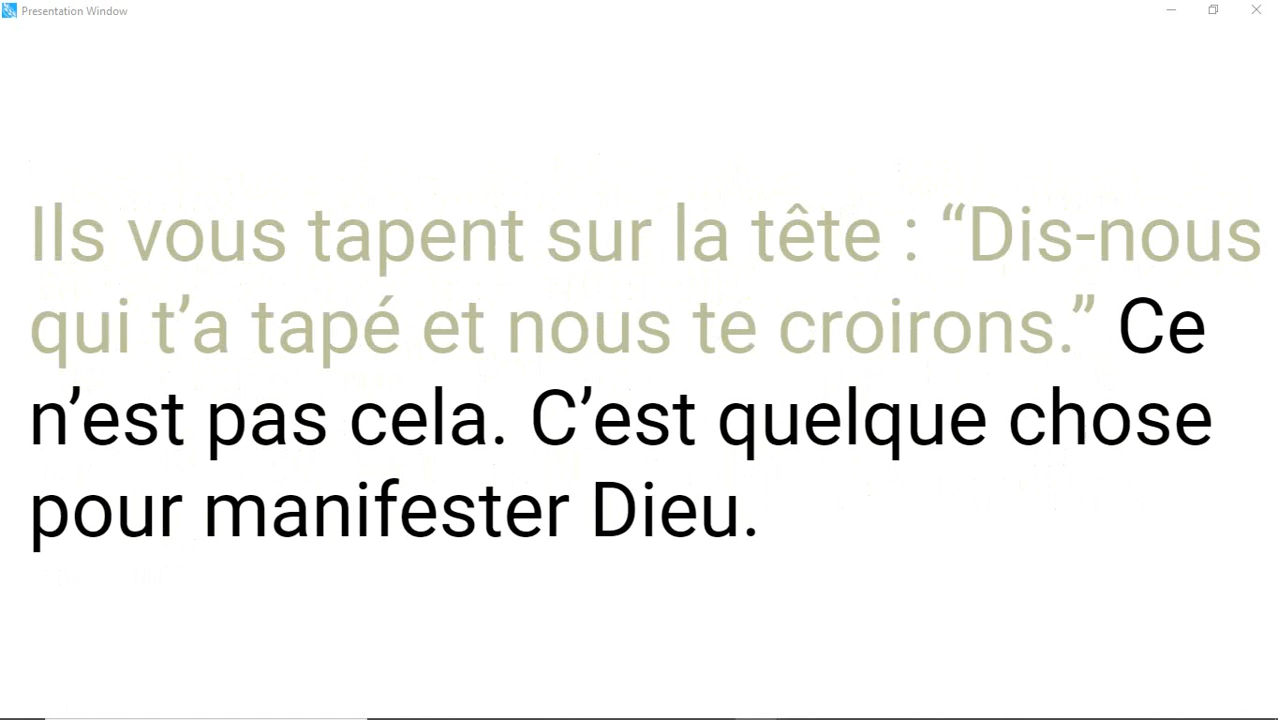 Presentation Window
Ils vous tapent sur la tête : “Dis-nous
qui t’a tapé et nous te croirons.” Ce
n’est pas cela. C’est quelque chose
pour manifester Dieu.